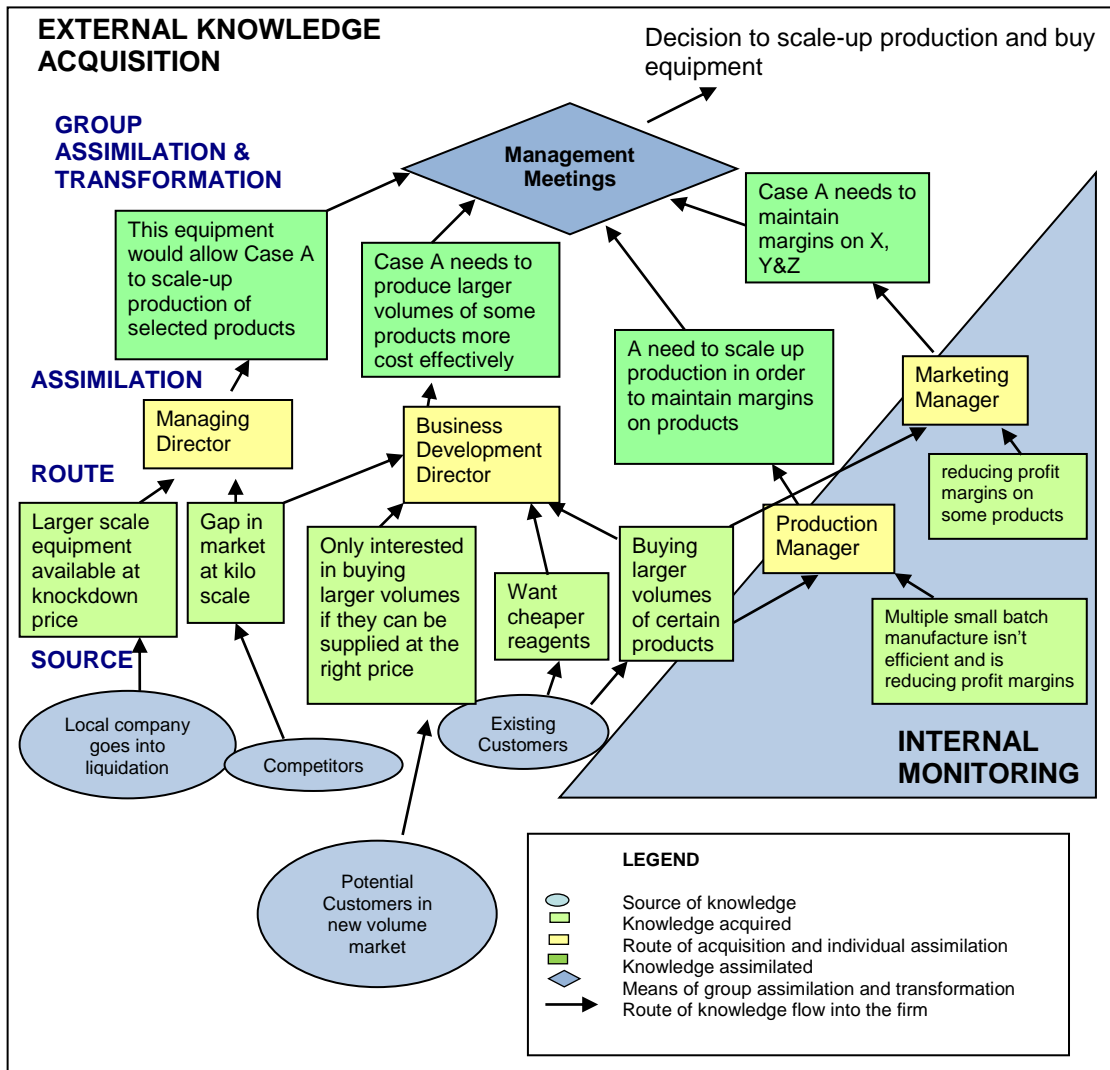 EXTERNAL KNOWLEDGE
ACQUISITION
Decision to scale-up production and buy
equipment
GROUP
ASSIMILATION &
TRANSFORMATION
Management
Meetings
This equipment
would allow Case A
to scale-up
production of
selected products
Case A needs to
produce larger
volumes of some
products more
cost effectively
Case A needs to
maintain
margins on X,
Y&Z
A need to scale up
production in order
to maintain margins
on products
ASSIMILATION
Managing
Director
Business
Development
Director
Marketing
Manager
ROUTE
Larger scale
equipment
available at
knockdown
price
Gap in
market
at kilo
scale
Only interested
in buying
larger volumes
if they can be
supplied at the
right price
Want
cheaper
reagents
Buying
larger
volumes
of certain
products
Production
Manager
reducing profit
margins on
some products
Multiple small batch
manufacture isn't
efficient and is
reducing profit margins
SOURCE
Local company
goes into
liquidation
Competitors
Existing
Customers
Potential
Customers in
new volume
market
INTERNAL
MONITORING
LEGEND
Source of knowledge
Knowledge acquired
Route of acquisition and individual assimilation
Knowledge assimilated
Means of group assimilation and transformation
Route of knowledge flow into the firm